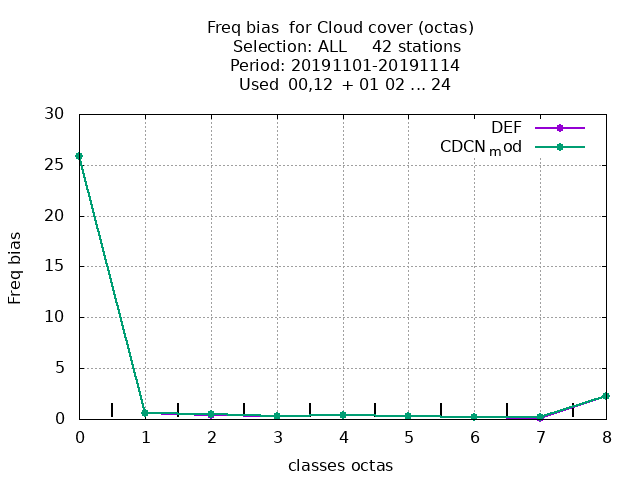 Freq bias  for Cloud cover (octas)
Selection: ALL     42 stations
Period: 20191101-20191114
Used  00,12  + 01 02 ... 24
30
25
20
15
10
5
0
Freq bias
DEF
CDCNmod
0 1 2 3 4 5 6 7 8
classes octas